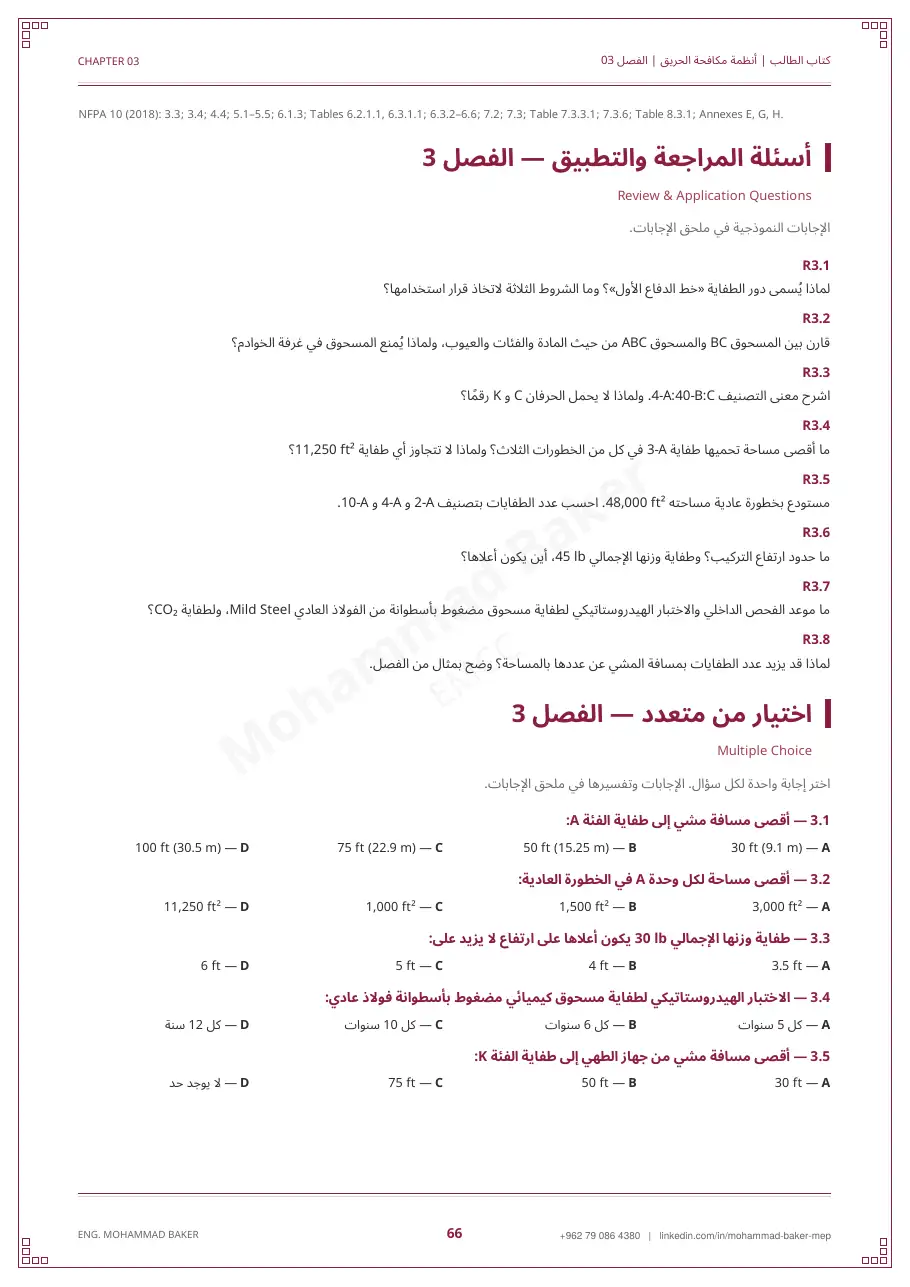 كتاب الطالب | أنظمة مكافحة الحريق | الفصل 03
CHAPTER 03
NFPA 10 (2018): 3.3; 3.4; 4.4; 5.1–5.5; 6.1.3; Tables 6.2.1.1, 6.3.1.1; 6.3.2–6.6; 7.2; 7.3; Table 7.3.3.1; 7.3.6; Table 8.3.1; Annexes E, G, H.
أسئلة المراجعة والتطبيق — الفصل 3
Review & Application Questions
الإجابات النموذجية في ملحق الإجابات.
R3.1
لماذا يُسمى دور الطفاية «خط الدفاع الأول»؟ وما الشروط الثلاثة لاتخاذ قرار استخدامها؟
R3.2
قارن بين المسحوق BC والمسحوق ABC من حيث المادة والفئات والعيوب، ولماذا يُمنع المسحوق في غرفة الخوادم؟
R3.3
اشرح معنى التصنيف 4-A:40-B:C. ولماذا لا يحمل الحرفان C و K رقمًا؟
R3.4
ما أقصى مساحة تحميها طفاية 3-A في كل من الخطورات الثلاث؟ ولماذا لا تتجاوز أي طفاية 11,250 ft²؟
R3.5
مستودع بخطورة عادية مساحته 48,000 ft². احسب عدد الطفايات بتصنيف 2-A و 4-A و 10-A.
R3.6
ما حدود ارتفاع التركيب؟ وطفاية وزنها الإجمالي 45 lb، أين يكون أعلاها؟
R3.7
ما موعد الفحص الداخلي والاختبار الهيدروستاتيكي لطفاية مسحوق مضغوط بأسطوانة من الفولاذ العادي Mild Steel، ولطفاية CO₂؟
R3.8
لماذا قد يزيد عدد الطفايات بمسافة المشي عن عددها بالمساحة؟ وضح بمثال من الفصل.
اختيار من متعدد — الفصل 3
Multiple Choice
اختر إجابة واحدة لكل سؤال. الإجابات وتفسيرها في ملحق الإجابات.
3.1 — أقصى مسافة مشي إلى طفاية الفئة A:
A — 30 ft (9.1 m) B — 50 ft (15.25 m) C — 75 ft (22.9 m) D — 100 ft (30.5 m)
3.2 — أقصى مساحة لكل وحدة A في الخطورة العادية:
A — 3,000 ft² B — 1,500 ft² C — 1,000 ft² D — 11,250 ft²
3.3 — طفاية وزنها الإجمالي 30 lb يكون أعلاها على ارتفاع لا يزيد على:
A — 3.5 ft B — 4 ft C — 5 ft D — 6 ft
3.4 — الاختبار الهيدروستاتيكي لطفاية مسحوق كيميائي مضغوط بأسطوانة فولاذ عادي:
A — كل 5 سنوات B — كل 6 سنوات C — كل 10 سنوات D — كل 12 سنة
3.5 — أقصى مسافة مشي من جهاز الطهي إلى طفاية الفئة K:
A — 30 ft B — 50 ft C — 75 ft D — لا يوجد حد
Mohammad Baker
ENG. MOHAMMAD BAKER
66
+962 79 086 4380 | linkedin.com/in/mohammad-baker-mep